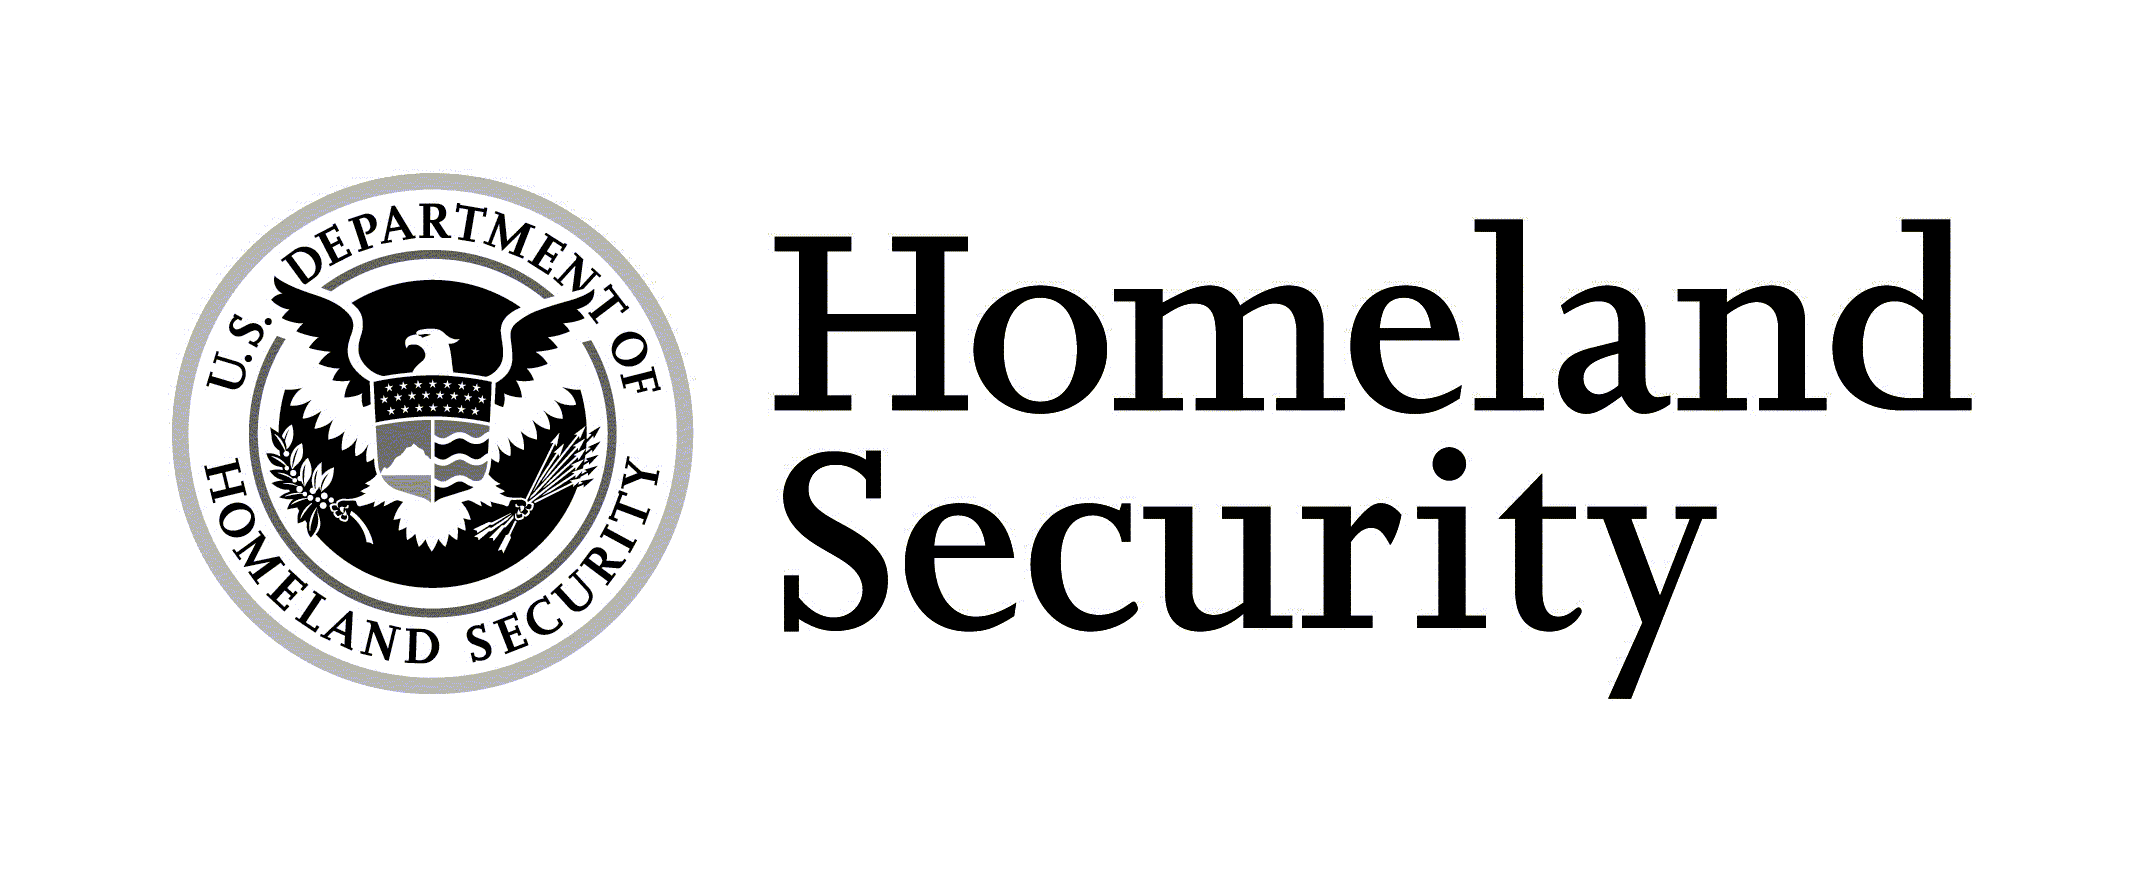 U.S. DEPARTMENT OF
HOMELAND SECURITY
Homeland
Security